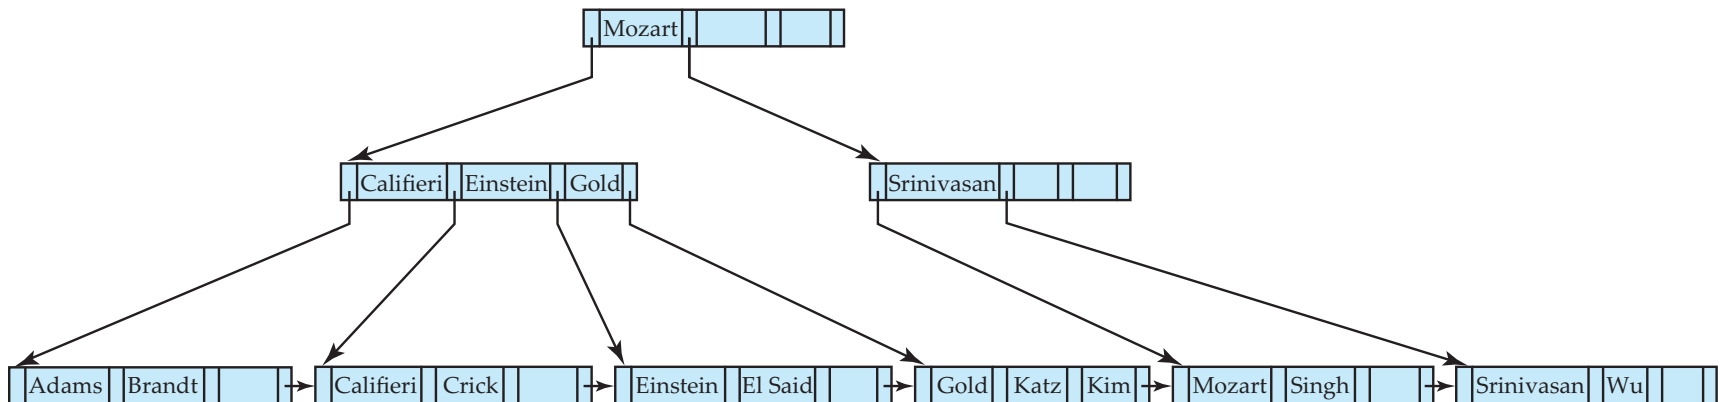 Mozart
Califieri Einstein Gold Srinivasan
Adams Brandt Califieri Crick Einstein El Said Gold Katz Kim Mozart Singh Srinivasan Wu